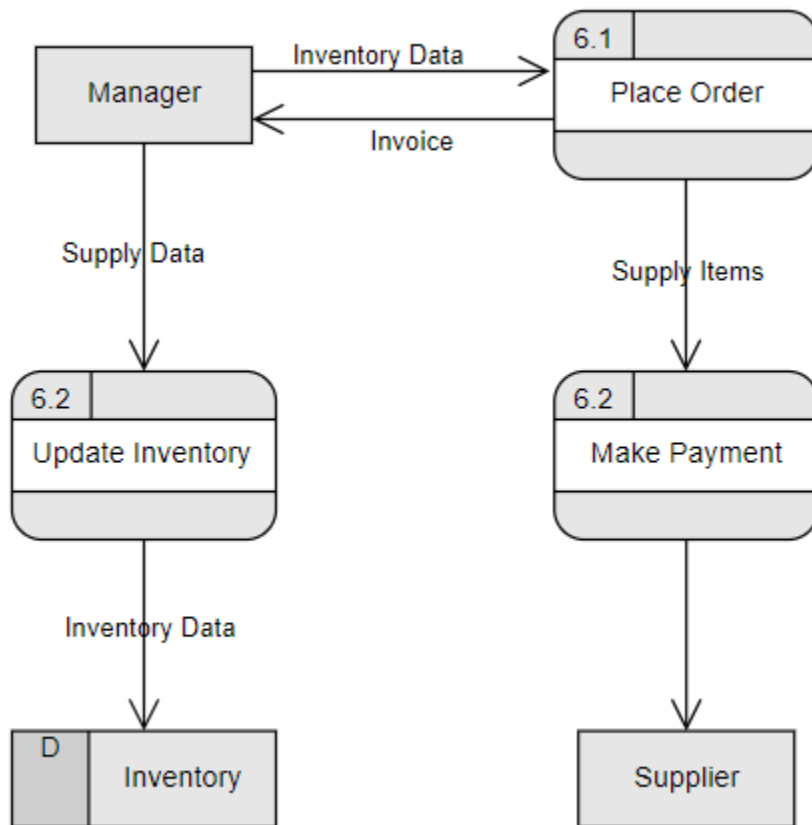 6.1
Inventory Data
Manager
Place Order
Invoice
Supply Data
Supply Items
6.2
6.2
Update Inventory
Make Payment
Inventory Data
D
Inventory
Supplier